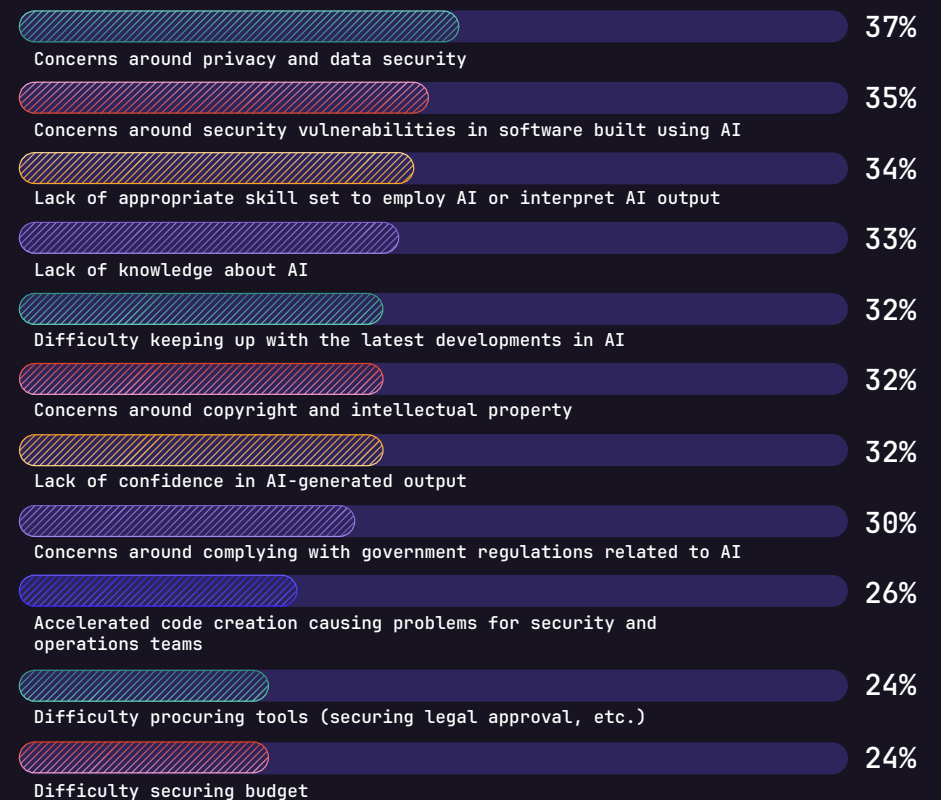 37%
Concerns around privacy and data security
35%
Concerns around security vulnerabilities in software built using AI
34%
Lack of appropriate skill set to employ AI or interpret AI output
33%
Lack of knowledge about AI
32%
Difficulty keeping up with the latest developments in AI
32%
Concerns around copyright and intellectual property
32%
Lack of confidence in AI-generated output
30%
Concerns around complying with government regulations related to AI
26%
Accelerated code creation causing problems for security and
operations teams
24%
Difficulty procuring tools (securing legal approval, etc.)
24%
Difficulty securing budget